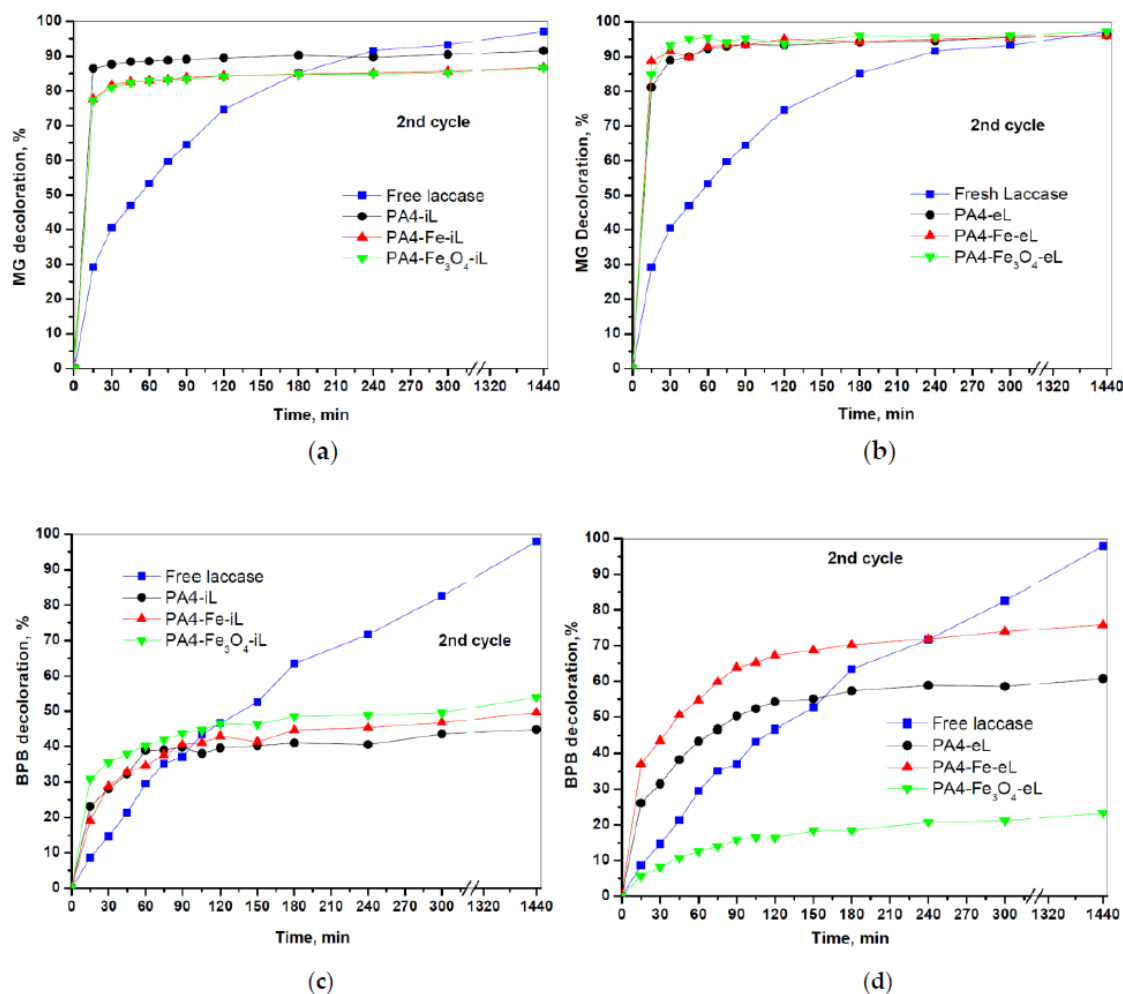 MG decoloration, %
100
90
80
70
60
50
40
30
20
10
0
2nd cycle
Free laccase
PA4-iL
PA4-Fe-iL
PA4-Fe3O4-iL
0 30 60 90 120 150 180 210 240 270 300 1320 1440
Time, min
(a)
MG Decoloration, %
100
90
80
70
60
50
40
30
20
10
0
2nd cycle
Fresh Laccase
PA4-eL
PA4-Fe-eL
PA4-Fe3O4-eL
0 30 60 90 120 150 180 210 240 270 300 1320 1440
Time, min
(b)
BPB decoloration, %
100
90
80
70
60
50
40
30
20
10
0
Free laccase
PA4-iL
PA4-Fe-iL
PA4-Fe3O4-iL
2nd cycle
0 30 60 90 120 150 180 210 240 270 300 1320 1440
Time, min
(c)
BPB decoloration,%
100
90
80
70
60
50
40
30
20
10
0
2nd cycle
Free laccase
PA4-eL
PA4-Fe-eL
PA4-Fe3O4-eL
0 30 60 90 120 150 180 210 240 270 300 1320 1440
Time, min
(d)